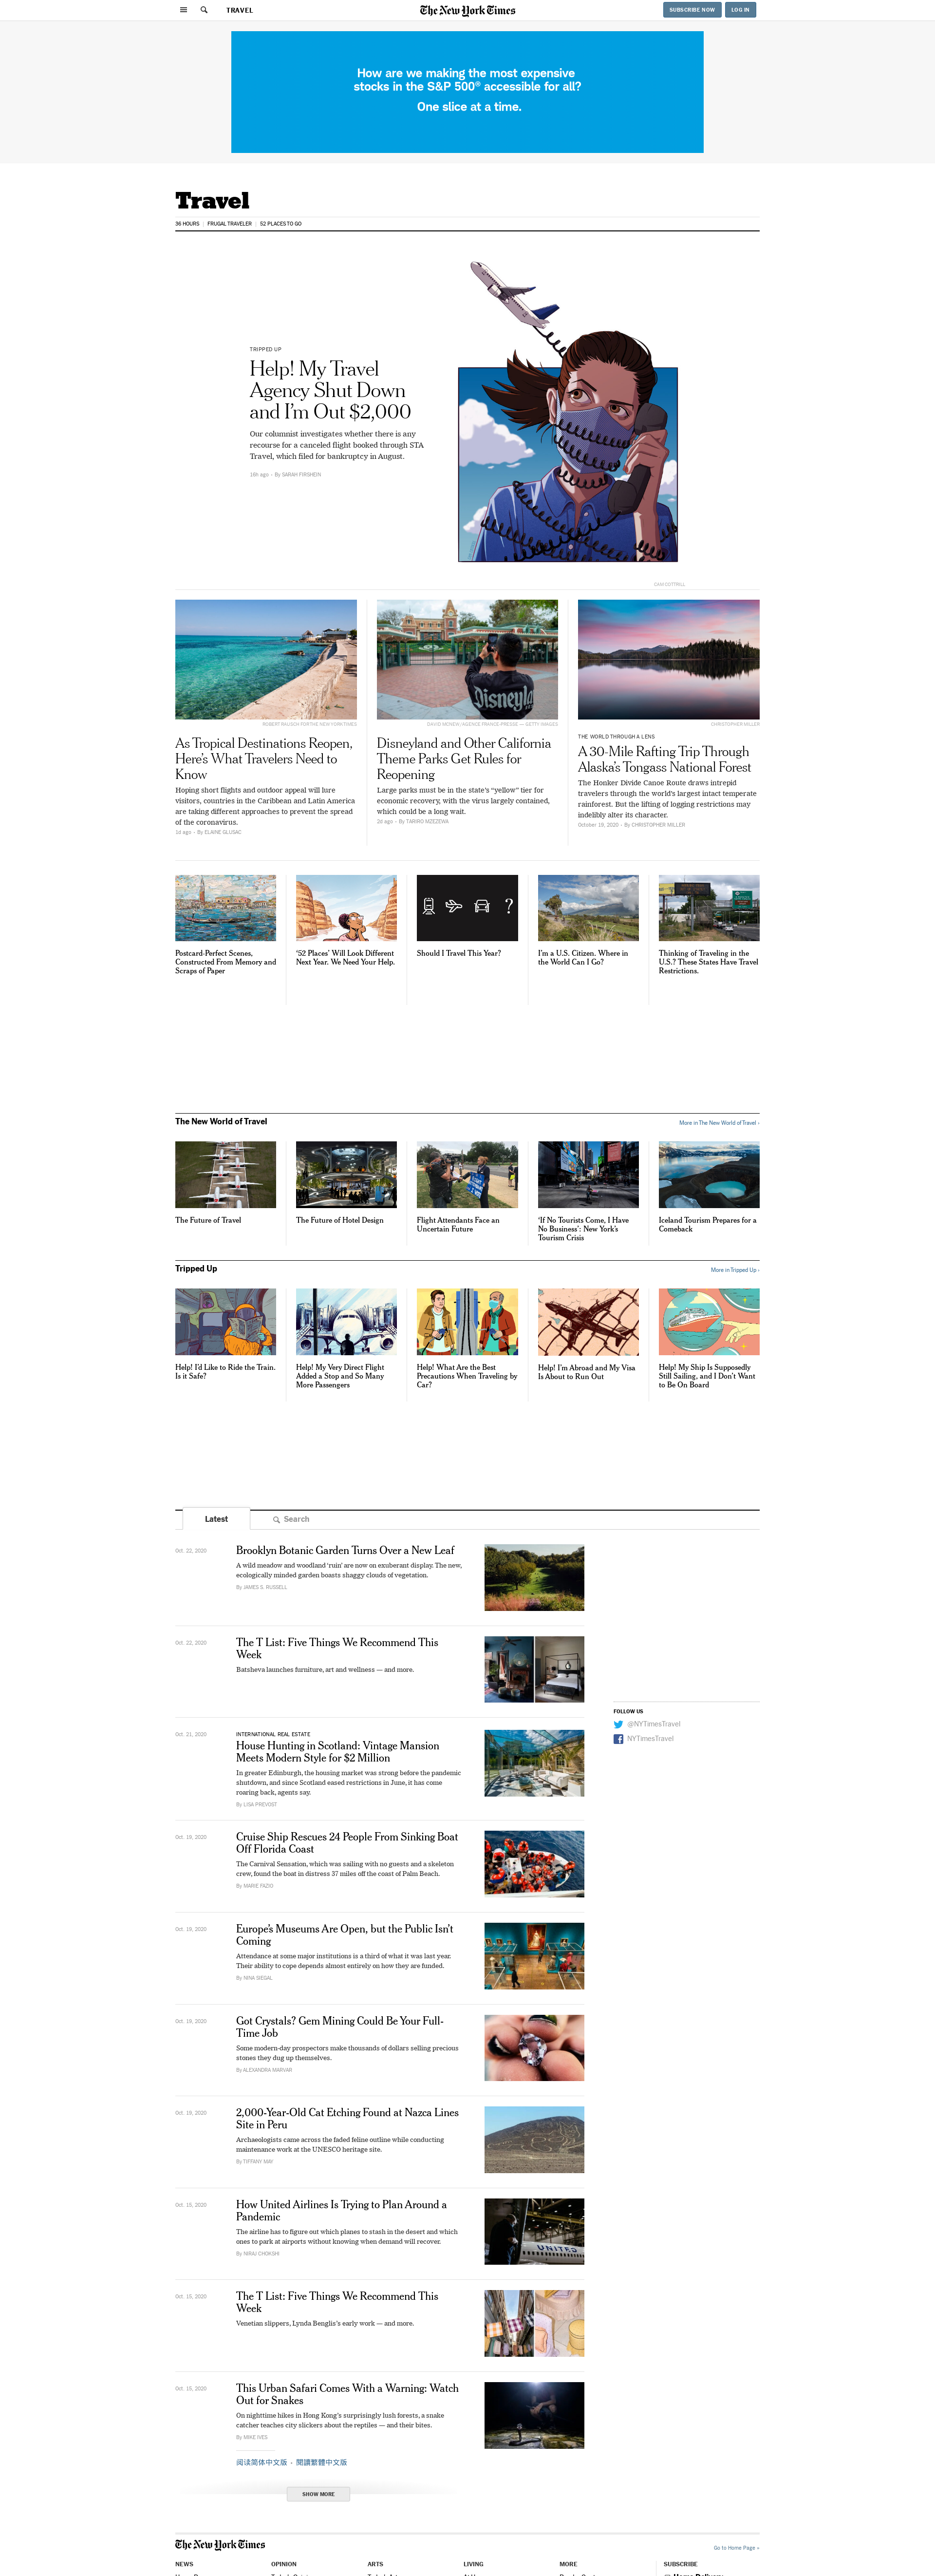 TRAVEL
The New York Times
SUBSCRIBE NOW
LOG IN
How are we making the most expensive
stocks in the S&P 500® accessible for all?
One slice at a time.
Travel
36 HOURS
FRUGAL TRAVELER
52 PLACES TO GO
TRIPPED UP
Help! My Travel
Agency Shut Down
and I'm Out $2,000
Our columnist investigates whether there is any
recourse for a canceled flight booked through STA
Travel, which filed for bankruptcy in August.
By SARAH FIRSHEIN
ROBERT RAUSCH FOR THE NEW YORK TIMES
As Tropical Destinations Reopen,
Here's What Travelers Need to
Know
Hoping short flights and outdoor appeal will lure
visitors, countries in the Caribbean and Latin America
are taking different approaches to prevent the spread
of the coronavirus.
1d ago · By ELAINE GLUSAC
DAVID MCNEW/AGENCE FRANCE-PRESSE — GETTY IMAGES
Disneyland and Other California
Theme Parks Get Rules for
Reopening
Large parks must be in the state's "yellow" tier for
economic recovery, with the virus largely contained,
which could be a long wait.
2d ago · By TARIRO MZEZEWA
CHRISTOPHER MILLER
THE WORLD THROUGH A LENS
A 30-Mile Rafting Trip Through
Alaska's Tongass National Forest
The Honker Divide Canoe Route draws intrepid
travelers through the world's largest intact temperate
rainforest. But the lifting of logging restrictions may
indelibly alter its character.
October 19, 2020 · By CHRISTOPHER MILLER
Postcard-Perfect Scenes,
Constructed From Memory and
Scraps of Paper
'52 Places' Will Look Different
Next Year. We Need Your Help.
Should I Travel This Year?
I'm a U.S. Citizen. Where in
the World Can I Go?
Thinking of Traveling in the
U.S.? These States Have Travel
Restrictions.
The New World of Travel
More in The New World of Travel »
The Future of Travel
The Future of Hotel Design
Flight Attendants Face an
Uncertain Future
'If No Tourists Come, I Have
No Business': New York's
Tourism Crisis
Iceland Tourism Prepares for a
Comeback
Tripped Up
More in Tripped Up »
Help! I'd Like to Ride the Train.
Is it Safe?
Help! My Very Direct Flight
Added a Stop and So Many
More Passengers
Help! What Are the Best
Precautions When Traveling by
Car?
Help! I'm Abroad and My Visa
Is About to Run Out
Help! My Ship Is Supposedly
Still Sailing, and I Don't Want
to Be On Board
Latest
Search
Oct. 22, 2020
Brooklyn Botanic Garden Turns Over a New Leaf
A wild meadow and woodland 'ruin' are now on exuberant display. The new,
ecologically minded garden boasts shaggy clouds of vegetation.
By JAMES S. RUSSELL
Oct. 22, 2020
The T List: Five Things We Recommend This
Week
Batsheva launches furniture, art and wellness — and more.
FOLLOW US
@NYTimesTravel
NYTimesTravel
Oct. 21, 2020
INTERNATIONAL REAL ESTATE
House Hunting in Scotland: Vintage Mansion
Meets Modern Style for $2 Million
In greater Edinburgh, the housing market was strong before the pandemic
shutdown, and since Scotland eased restrictions in June, it has come
roaring back, agents say.
By LISA PREVOST
Oct. 19, 2020
Cruise Ship Rescues 24 People From Sinking Boat
Off Florida Coast
The Carnival Sensation, which was sailing with no guests and a skeleton
crew, found the boat in distress 37 miles off the coast of Palm Beach.
By MARIE FAZIO
Oct. 19, 2020
Europe's Museums Are Open, but the Public Isn't
Coming
Attendance at some major institutions is a third of what it was last year.
Their ability to cope depends almost entirely on how they are funded.
By NINA SIEGAL
Oct. 19, 2020
Got Crystals? Gem Mining Could Be Your Full-
Time Job
Some modern-day prospectors make thousands of dollars selling precious
stones they dug up themselves.
By ALEXANDRA MARVAR
Oct. 19, 2020
2,000-Year-Old Cat Etching Found at Nazca Lines
Site in Peru
Archaeologists came across the faded feline outline while conducting
maintenance work at the UNESCO heritage site.
By TIFFANY MAY
Oct. 15, 2020
How United Airlines Is Trying to Plan Around a
Pandemic
The airline has to figure out which planes to stash in the desert and which
ones to park at airports without knowing when demand will recover.
By NIRAJ CHOKSHI
Oct. 15, 2020
The T List: Five Things We Recommend This
Week
Venetian slippers, Lynda Benglis's early work — and more.
Oct. 15, 2020
This Urban Safari Comes With a Warning: Watch
Out for Snakes
On nighttime hikes in Hong Kong's surprisingly lush forests, a snake
catcher teaches city slickers about the reptiles — and their bites.
By MIKE IVES
阅读简体中文版 · 閱讀繁體中文版
SHOW MORE
The New York Times
Go to Home Page »
NEWS
OPINION
ARTS
LIVING
MORE
SUBSCRIBE